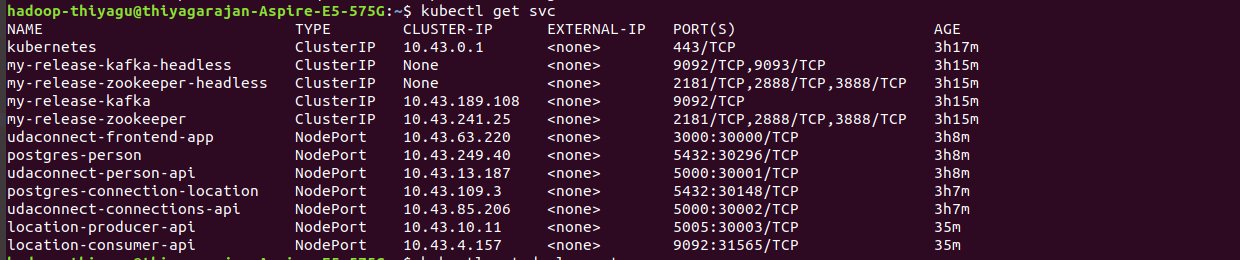 hadoop-thiyagu@thiyagarajan-Aspire-E5-575G:~$ kubectl get svc
NAME TYPE CLUSTER-IP EXTERNAL-IP PORT(S) AGE
kubernetes ClusterIP 10.43.0.1 <none> 443/TCP 3h17m
my-release-kafka-headless ClusterIP None <none> 9092/TCP,9093/TCP 3h15m
my-release-zookeeper-headless ClusterIP None <none> 2181/TCP,2888/TCP,3888/TCP 3h15m
my-release-kafka ClusterIP 10.43.189.108 <none> 9092/TCP 3h15m
my-release-zookeeper ClusterIP 10.43.241.25 <none> 2181/TCP,2888/TCP,3888/TCP 3h15m
udaconnect-frontend-app NodePort 10.43.63.220 <none> 3000:30000/TCP 3h8m
postgres-person NodePort 10.43.249.40 <none> 5432:30296/TCP 3h8m
udaconnect-person-api NodePort 10.43.13.187 <none> 5000:30001/TCP 3h8m
postgres-connection-location NodePort 10.43.109.3 <none> 5432:30148/TCP 3h7m
udaconnect-connections-api NodePort 10.43.85.206 <none> 5000:30002/TCP 3h7m
location-producer-api NodePort 10.43.10.11 <none> 5005:30003/TCP 35m
location-consumer-api NodePort 10.43.4.157 <none> 9092:31565/TCP 35m